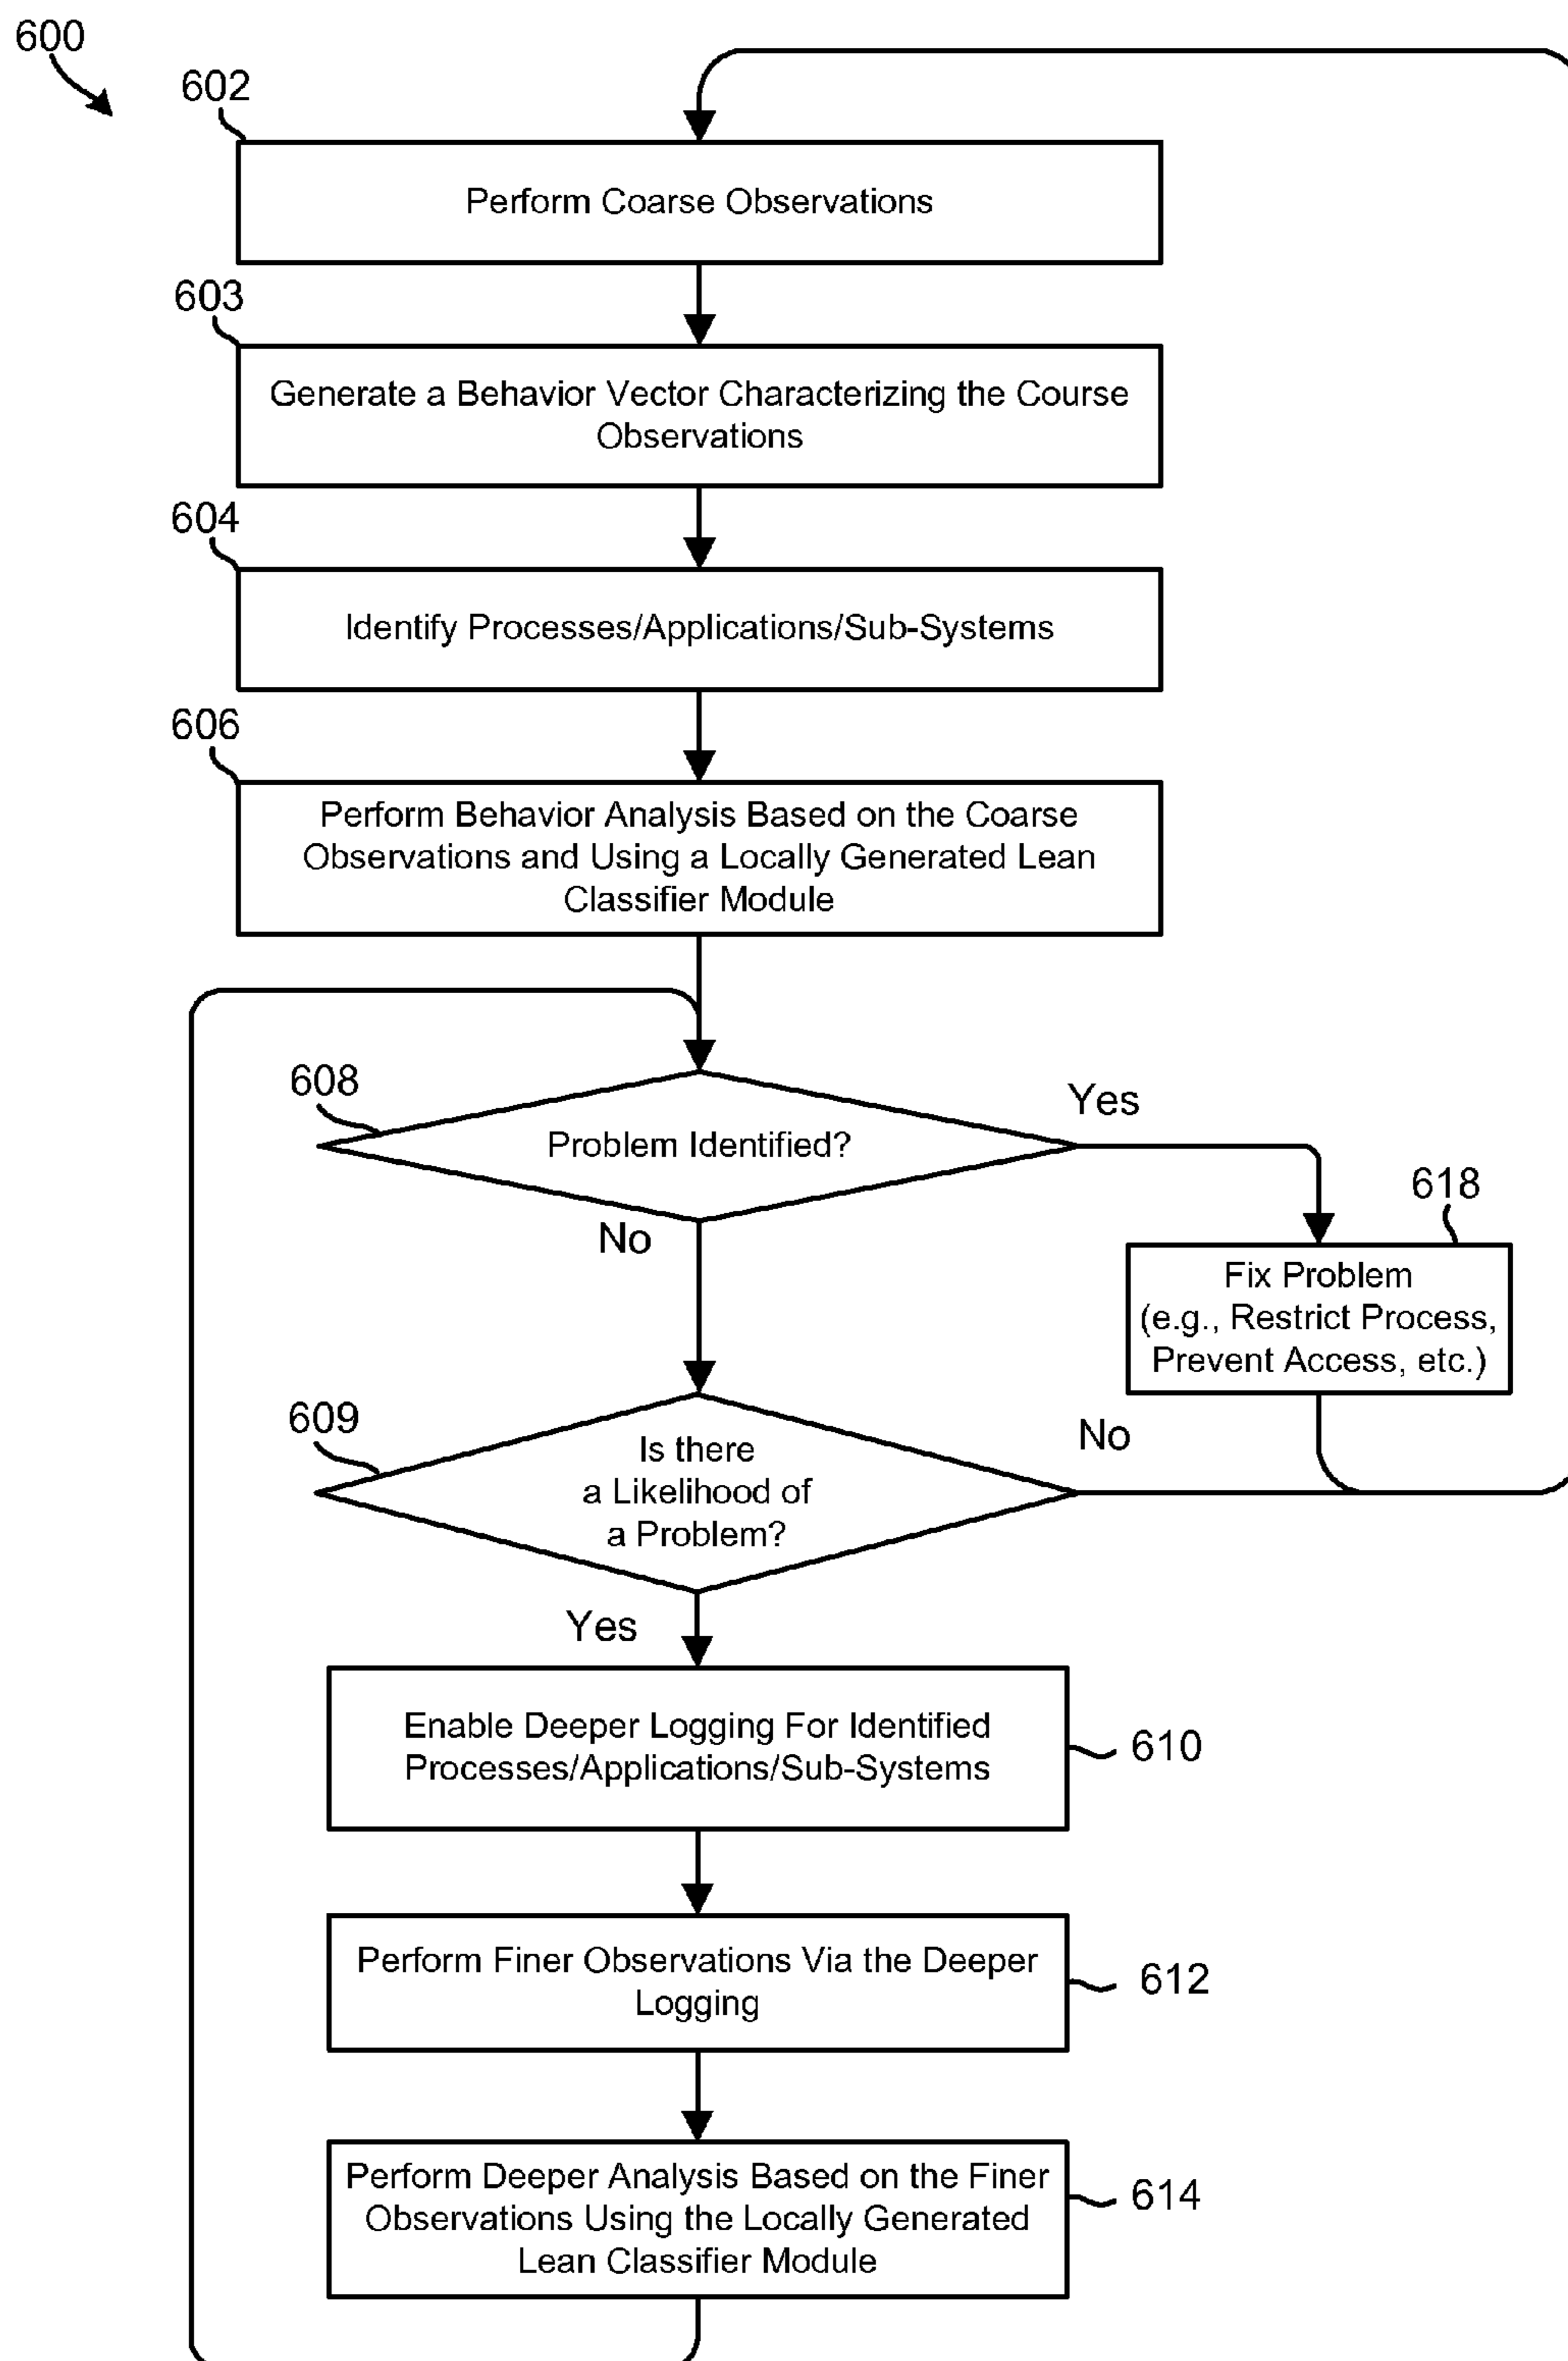 600
602
Perform Coarse Observations
603
Generate a Behavior Vector Characterizing the Course
Observations
604
Identify Processes/Applications/Sub-Systems
606
Perform Behavior Analysis Based on the Coarse
Observations and Using a Locally Generated Lean
Classifier Module
608
Problem Identified?
Yes
No
618
Fix Problem
(e.g., Restrict Process,
Prevent Access, etc.)
609
Is there
a Likelihood of
a Problem?
No
Yes
Enable Deeper Logging For Identified
Processes/Applications/Sub-Systems
610
Perform Finer Observations Via the Deeper
Logging
612
Perform Deeper Analysis Based on the Finer
Observations Using the Locally Generated
Lean Classifier Module
614